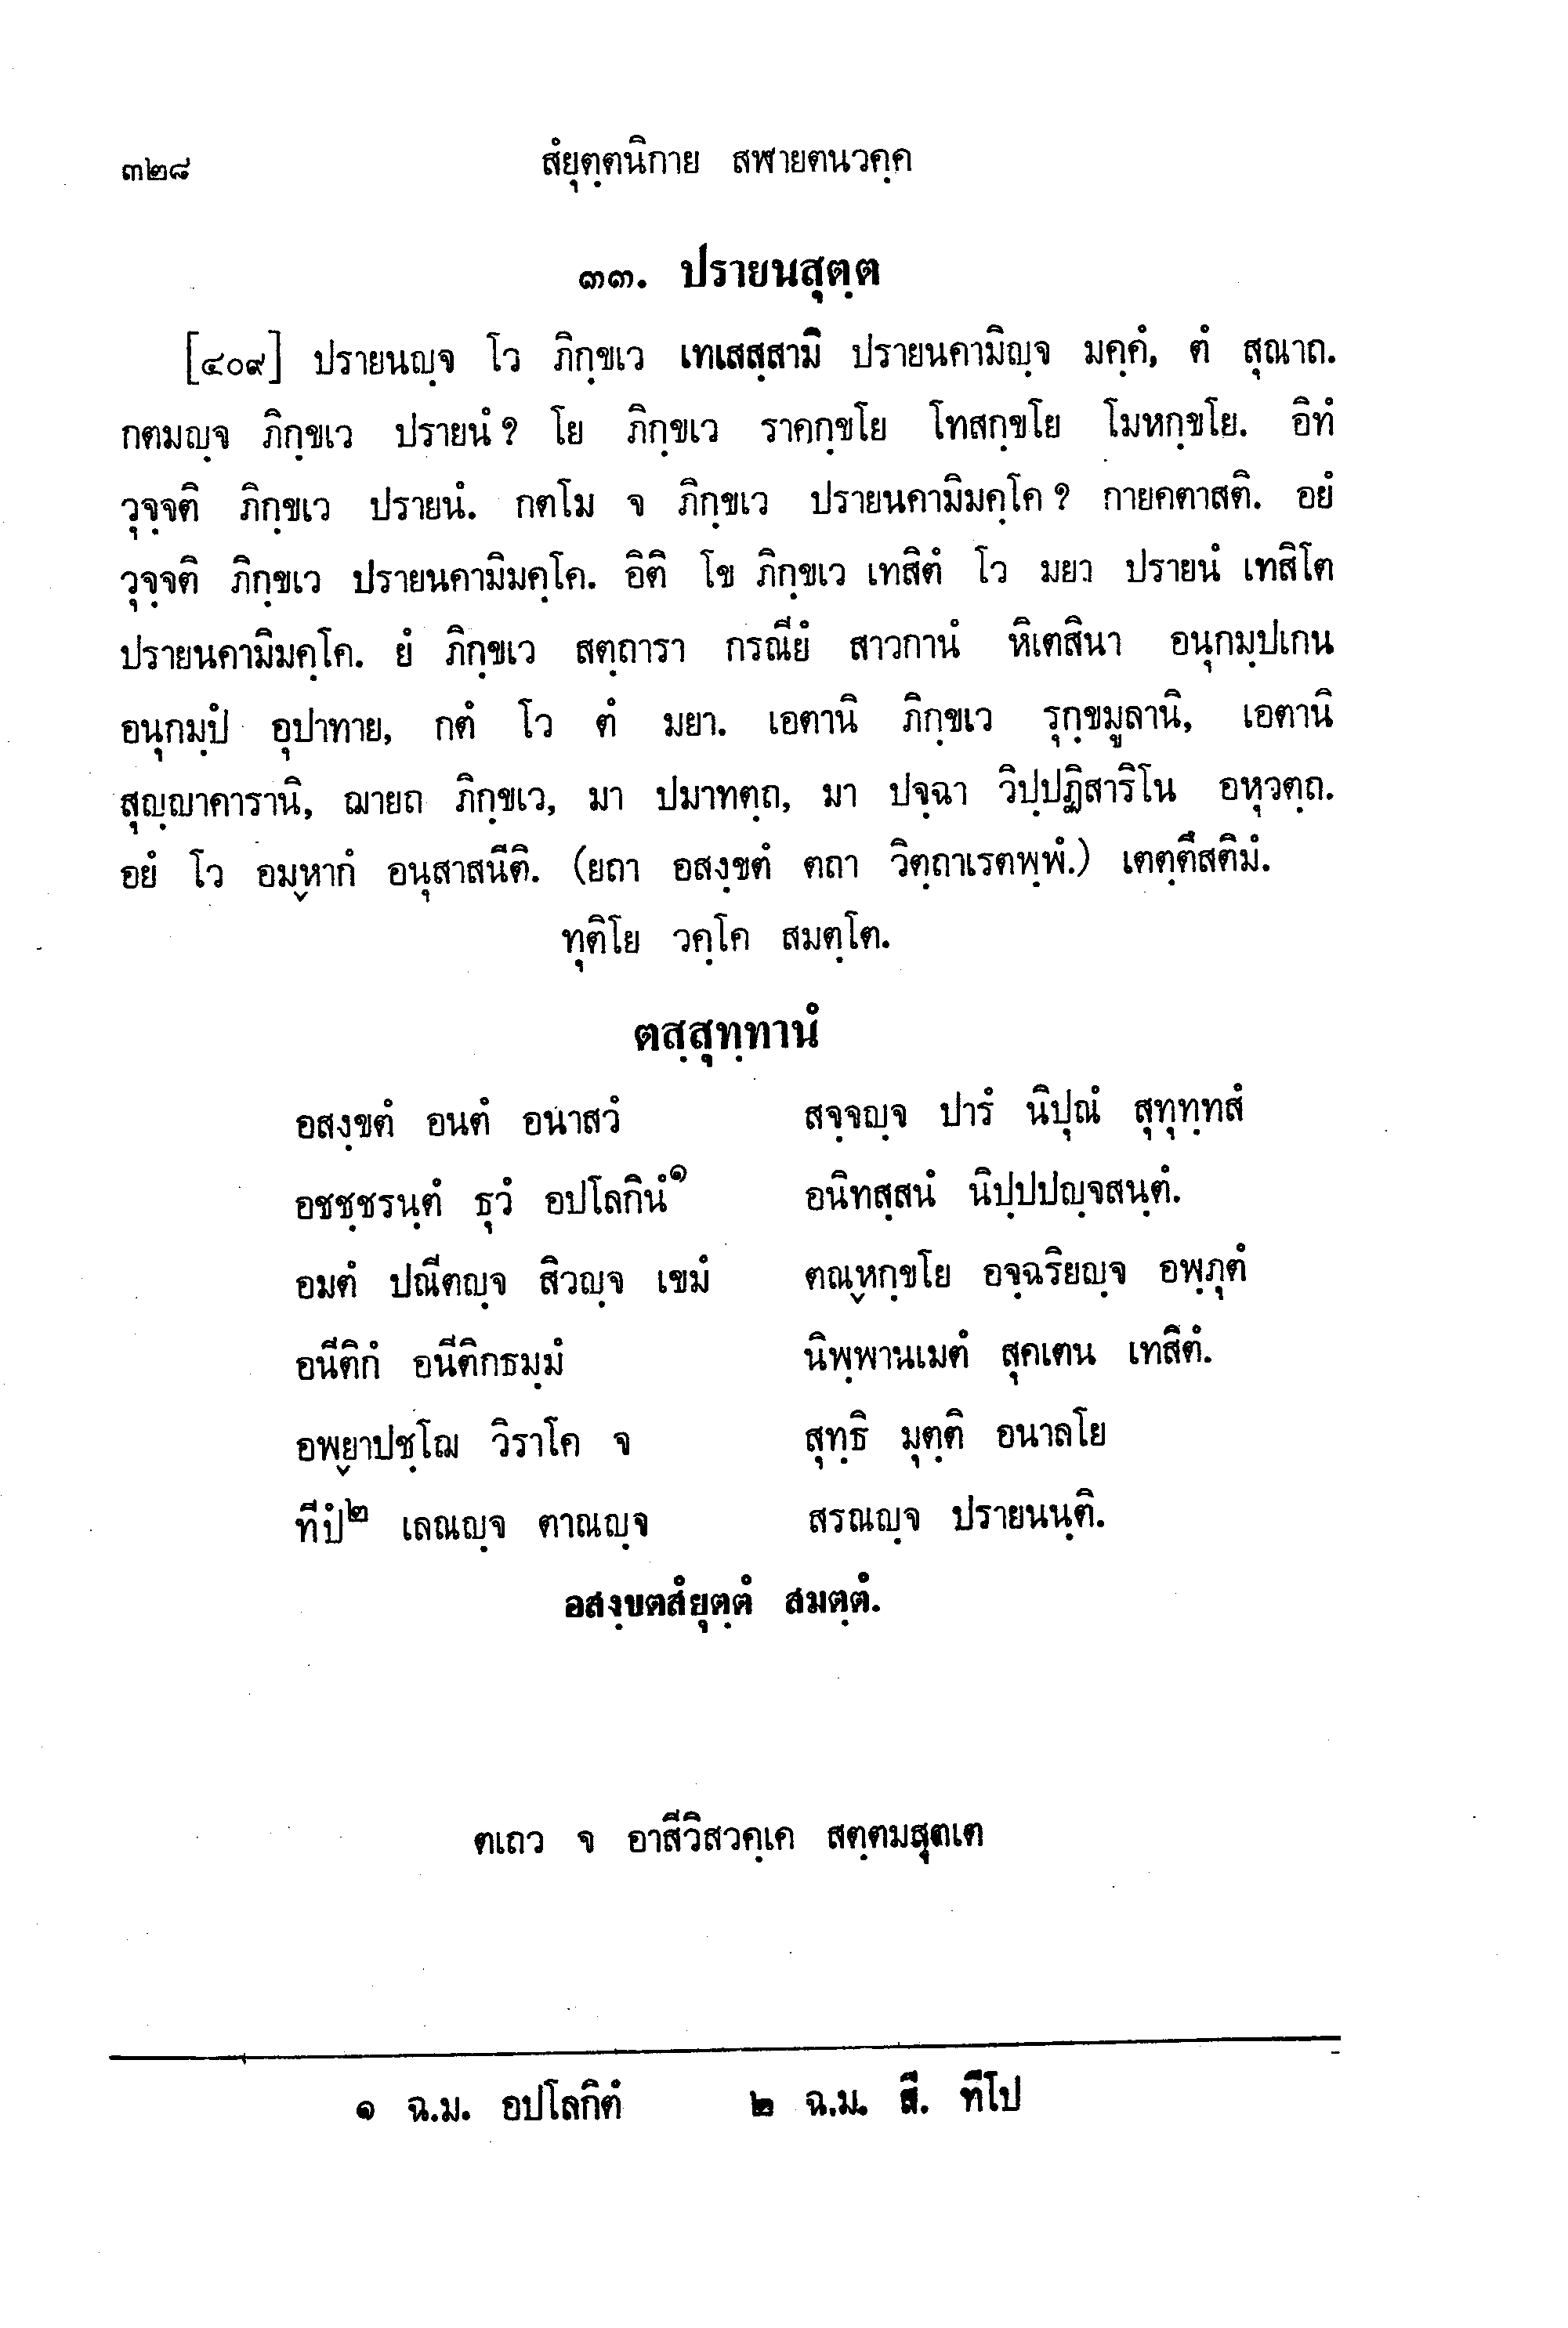 ๓๒๘ สํยุตฺตนิกาย สฬายตนวคฺค
๓๓. ปรายนสุตฺต
[๔๐๙] ปรายนญฺจ โว ภิกฺขเว เทเสสฺสามิ ปรายนคามิญฺจ มคฺคํ, ตํ สุณาถ.
กตมญฺจ ภิกฺขเว ปรายนํ? โย ภิกฺขเว ราคกฺขโย โทสกฺขโย โมหกฺขโย. อิทํ
วุจฺจติ ภิกฺขเว ปรายนํ. กตโม จ ภิกฺขเว ปรายนคามิมคฺโค? กายคตาสติ. อยํ
วุจฺจติ ภิกฺขเว ปรายนคามิมคฺโค. อิติ โข ภิกฺขเว เทสิตํ โว มยา ปรายนํ เทสิโต
ปรายนคามิมคฺโค. ยํ ภิกฺขเว สตฺถารา กรณียํ สาวกานํ หิเตสินา อนุกมฺปเกน
อนุกมฺปํ อุปาทาย, กตํ โว ตํ มยา. เอตานิ ภิกฺขเว รุกฺขมูลานิ, เอตานิ
สุญฺญาคารานิ, ฌายถ ภิกฺขเว, มา ปมาทตฺถ, มา ปจฺฉา วิปฺปฏิสาริโน อหุวตฺถ.
อยํ โว อมฺหากํ อนุสาสนีติ. (ยถา อสงฺขตํ ตถา วิตฺถาเรตพฺพํ.) เตตฺตึสติมํ.
ทุติโย วคฺโค สมตฺโต.
ตสฺสุทฺทานํ
อสงฺขตํ อนตํ อนาสวํ สจฺจญฺจ ปารํ นิปุณํ สุทุทฺทสํ
อชชฺชรนฺตํ ธุวํ อปโลกินํ๑ อนิทสฺสนํ นิปฺปปญฺจสนฺตํ.
อมตํ ปณีตญฺจ สิวญฺจ เขมํ ตณฺหกฺขโย อจฺฉริยญฺจ อพฺภุตํ
อนีติกํ อนีติกธมฺมํ นิพฺพานเมตํ สุคเตน เทสิตํ.
อพฺยาปชฺโฌ วิราโค จ สุทฺธิ มุตฺติ อนาลโย
ทีปํ๒ เลณญฺจ ตาณญฺจ สรณญฺจ ปรายนนฺติ.
อสงฺขตสํยุตฺตํ สมตฺตํ.
ตเถว จ อาสีวิสวคฺเค สตฺตมสุตเต
๑ ฉ.ม. อปโลกิตํ ๒ ฉ.ม. สี. ทีโป